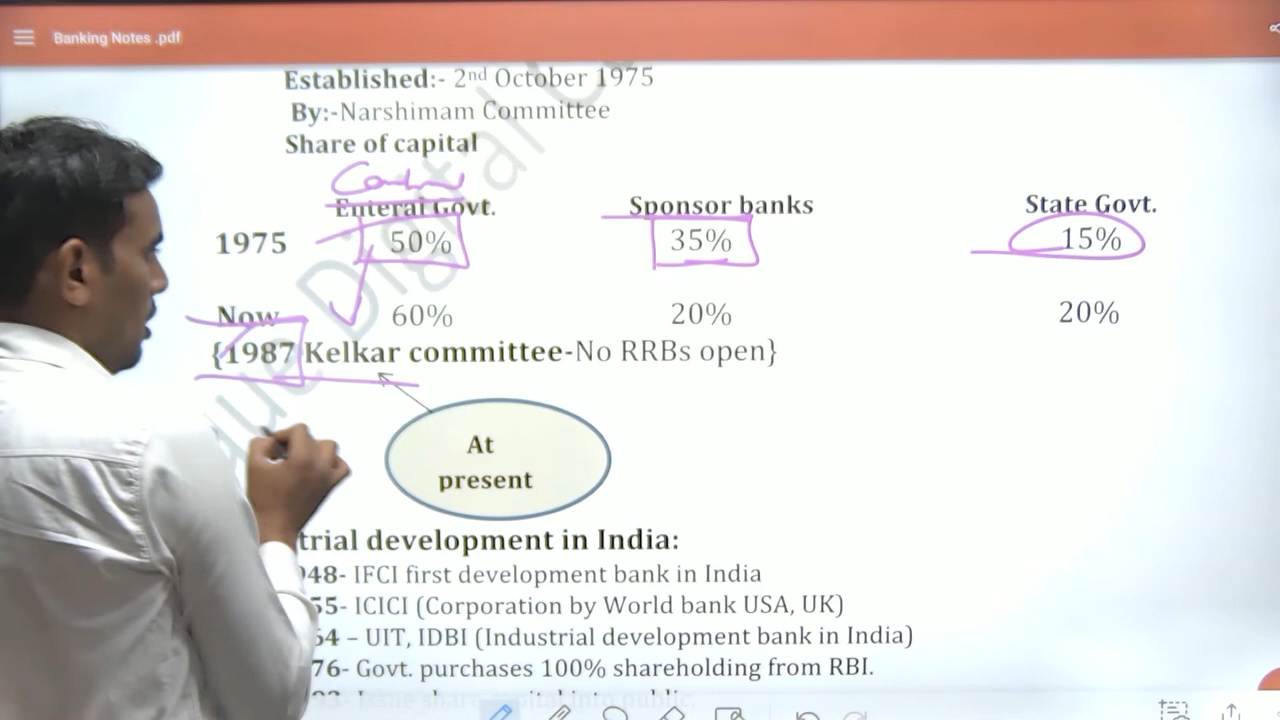 Banking Notes .pdf
Established:- 2nd October 1975
By:-Narshimam Committee
Share of capital
Enteral Govt. Sponsor banks State Govt.
1975 50% 35% 15%
Now 60% 20% 20%
{1987 Kelkar committee-No RRBs open}
At
present
trial development in India:
48- IFCI first development bank in India
55- ICICI (Corporation by World bank USA, UK)
64 – UIT, IDBI (Industrial development bank in India)
76- Govt. purchases 100% shareholding from RBI.
Digital